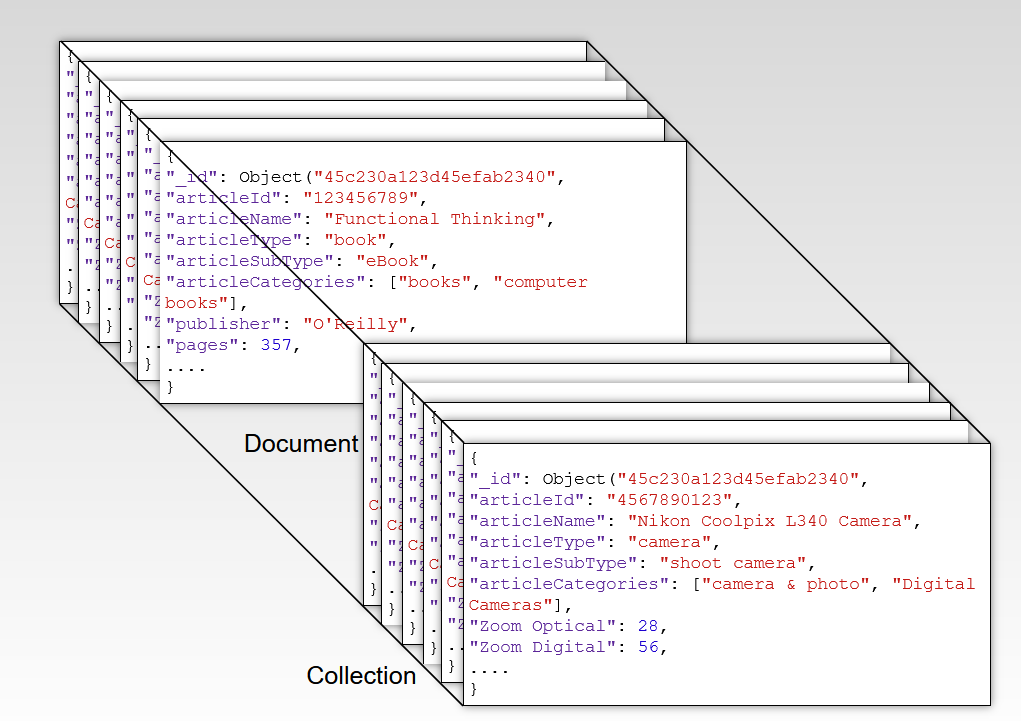 {
"_id": Object("45c230a123d45efab2340",
"articleId": "123456789",
"articleName": "Functional Thinking",
"articleType": "book",
"articleSubType": "eBook",
"articleCategories": ["books", "computer
books"],
"publisher": "O'Reilly",
"pages": 357,
....
}
Document
{
"_id": Object("45c230a123d45efab2340",
"articleId": "4567890123",
"articleName": "Nikon Coolpix L340 Camera",
"articleType": "camera",
"articleSubType": "shoot camera",
"articleCategories": ["camera & photo", "Digital
Cameras"],
"Zoom Optical": 28,
"Zoom Digital": 56,
....
}
Collection